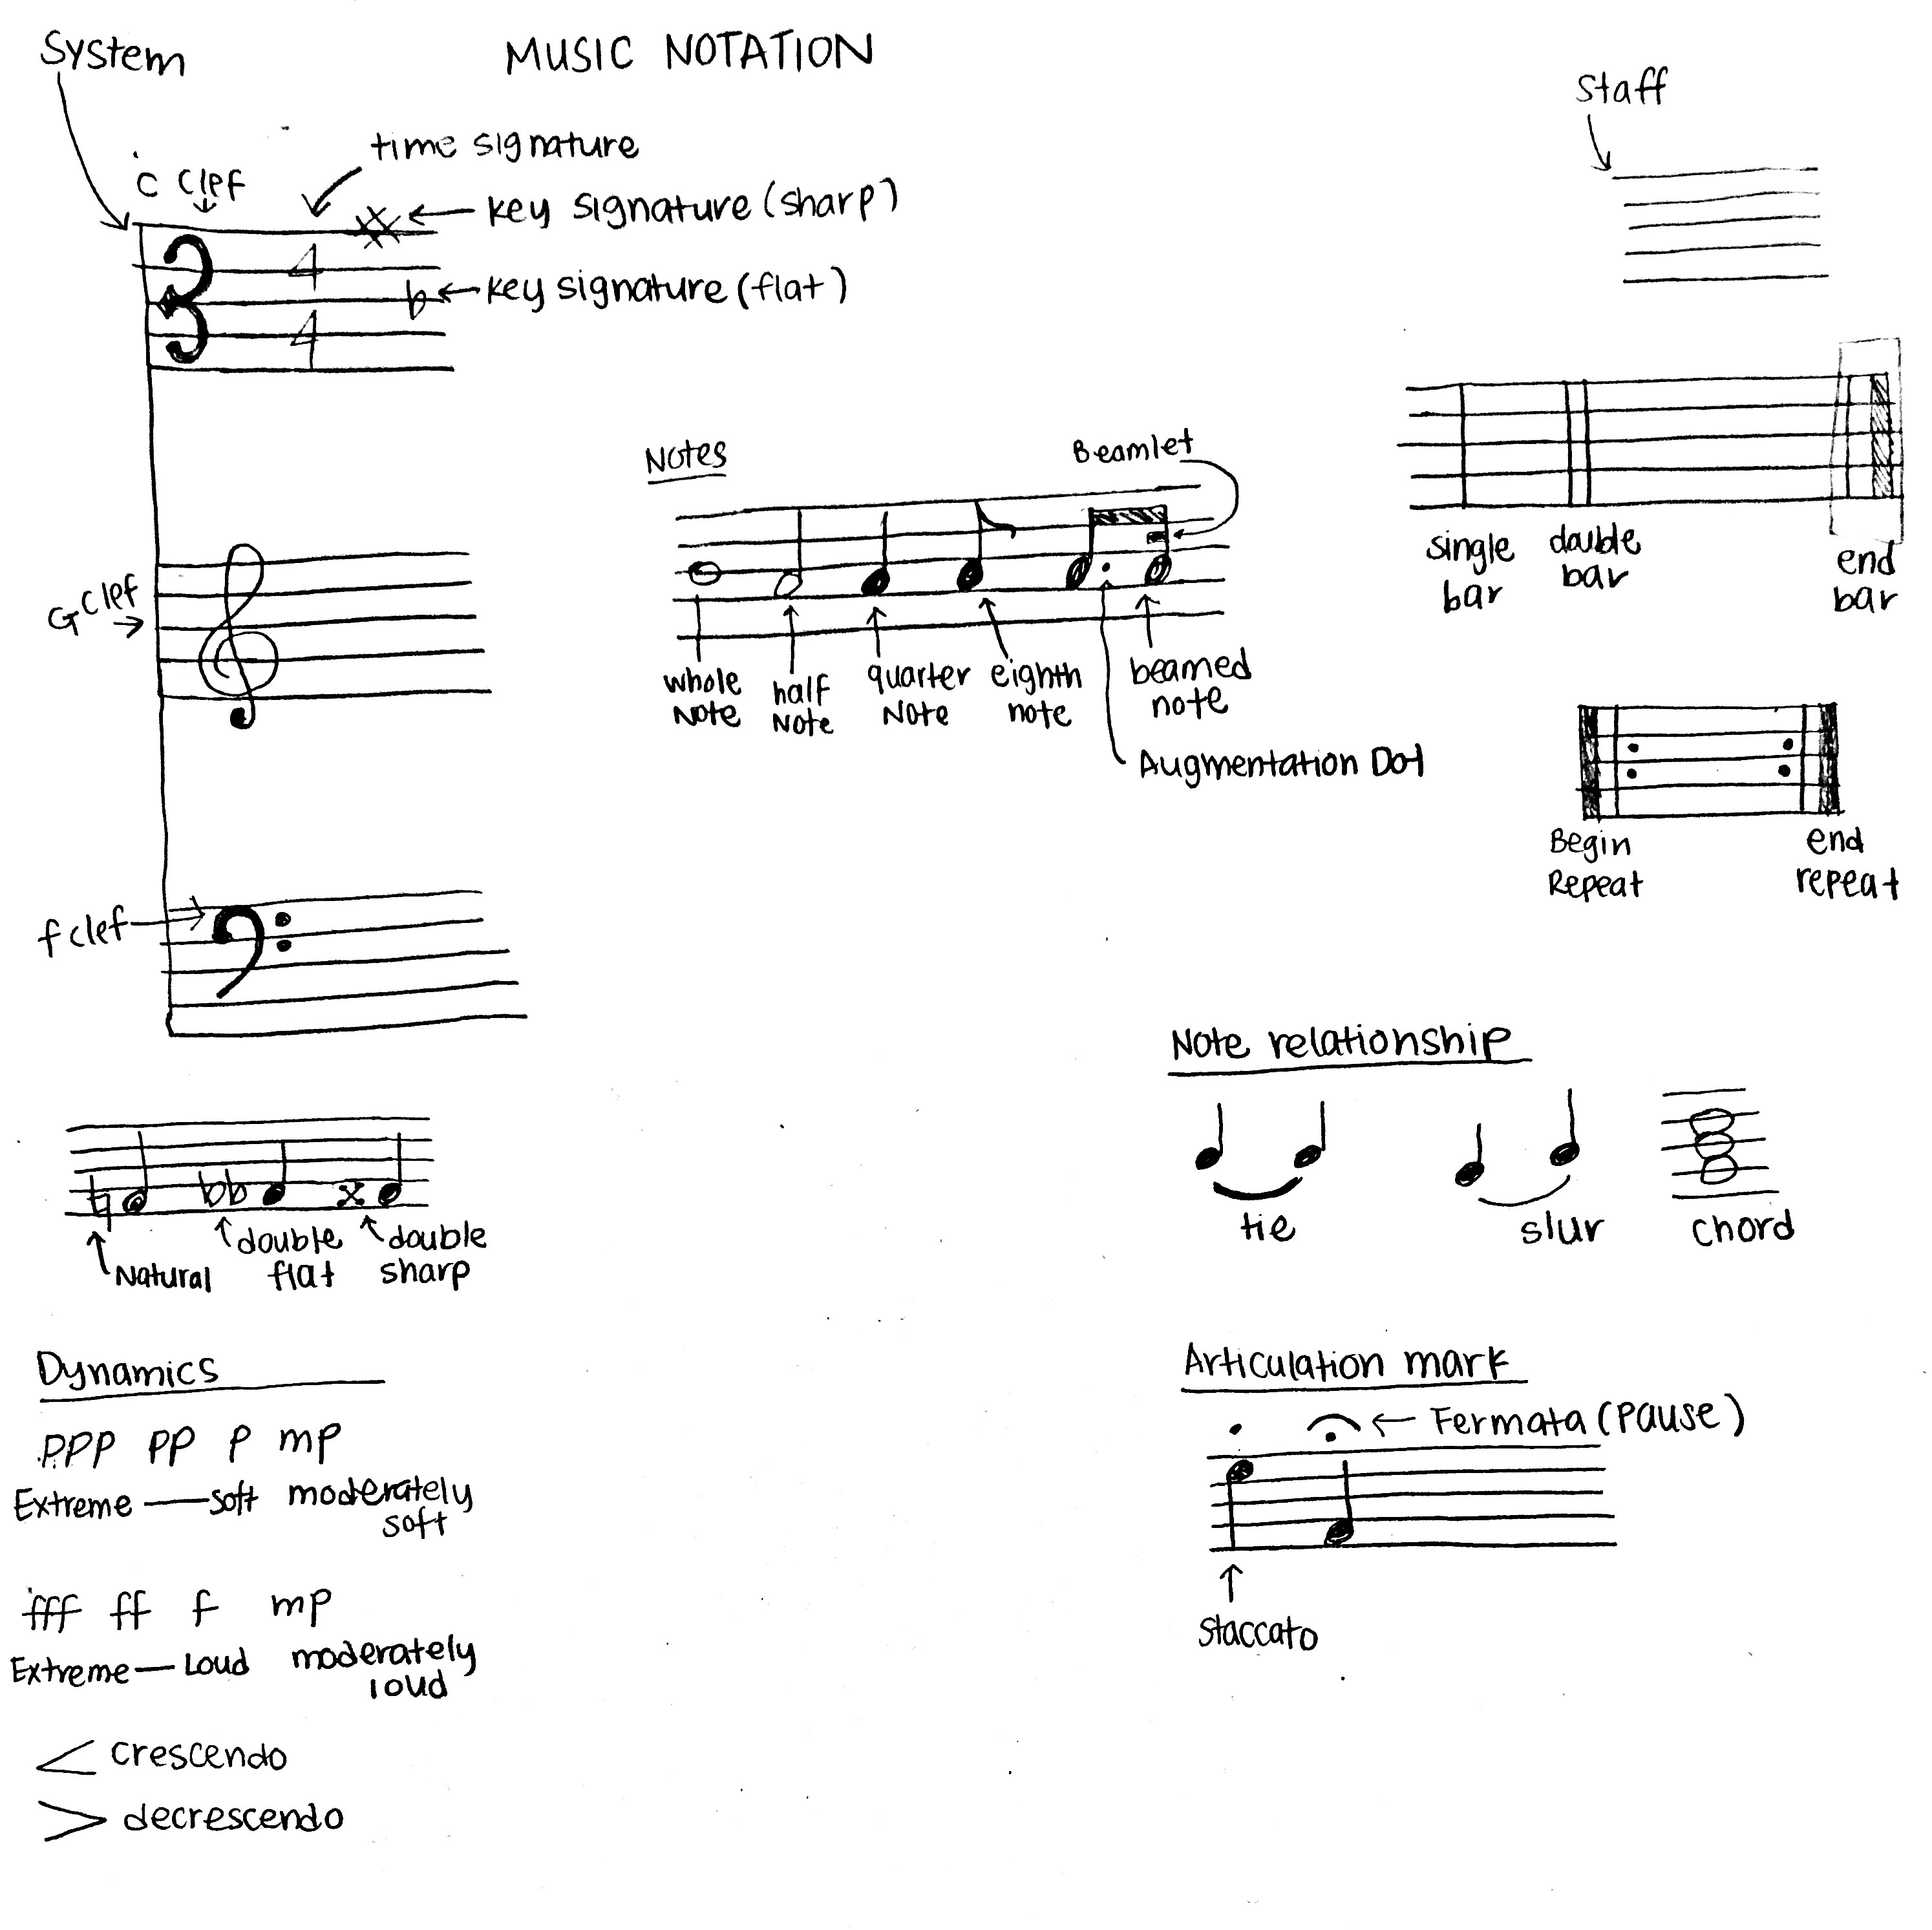 System
MUSIC NOTATION
Staff
time signature
C Clef
Key signature (sharp)
4
4
key signature (flat)
Notes
Beamlet
single bar
double bar
end bar
G Clef
whole Note
half Note
quarter Note
eighth note
beamed note
Augmentation Dot
Begin Repeat
end repeat
f clef
Note relationship
tie
slur
chord
Natural
double flat
double sharp
Dynamics
ppp pp p mp
Extreme — soft
moderately soft
fff ff f mp
Extreme — Loud
moderately loud
< crescendo
> decrescendo
Articulation mark
Fermata (Pause)
staccato